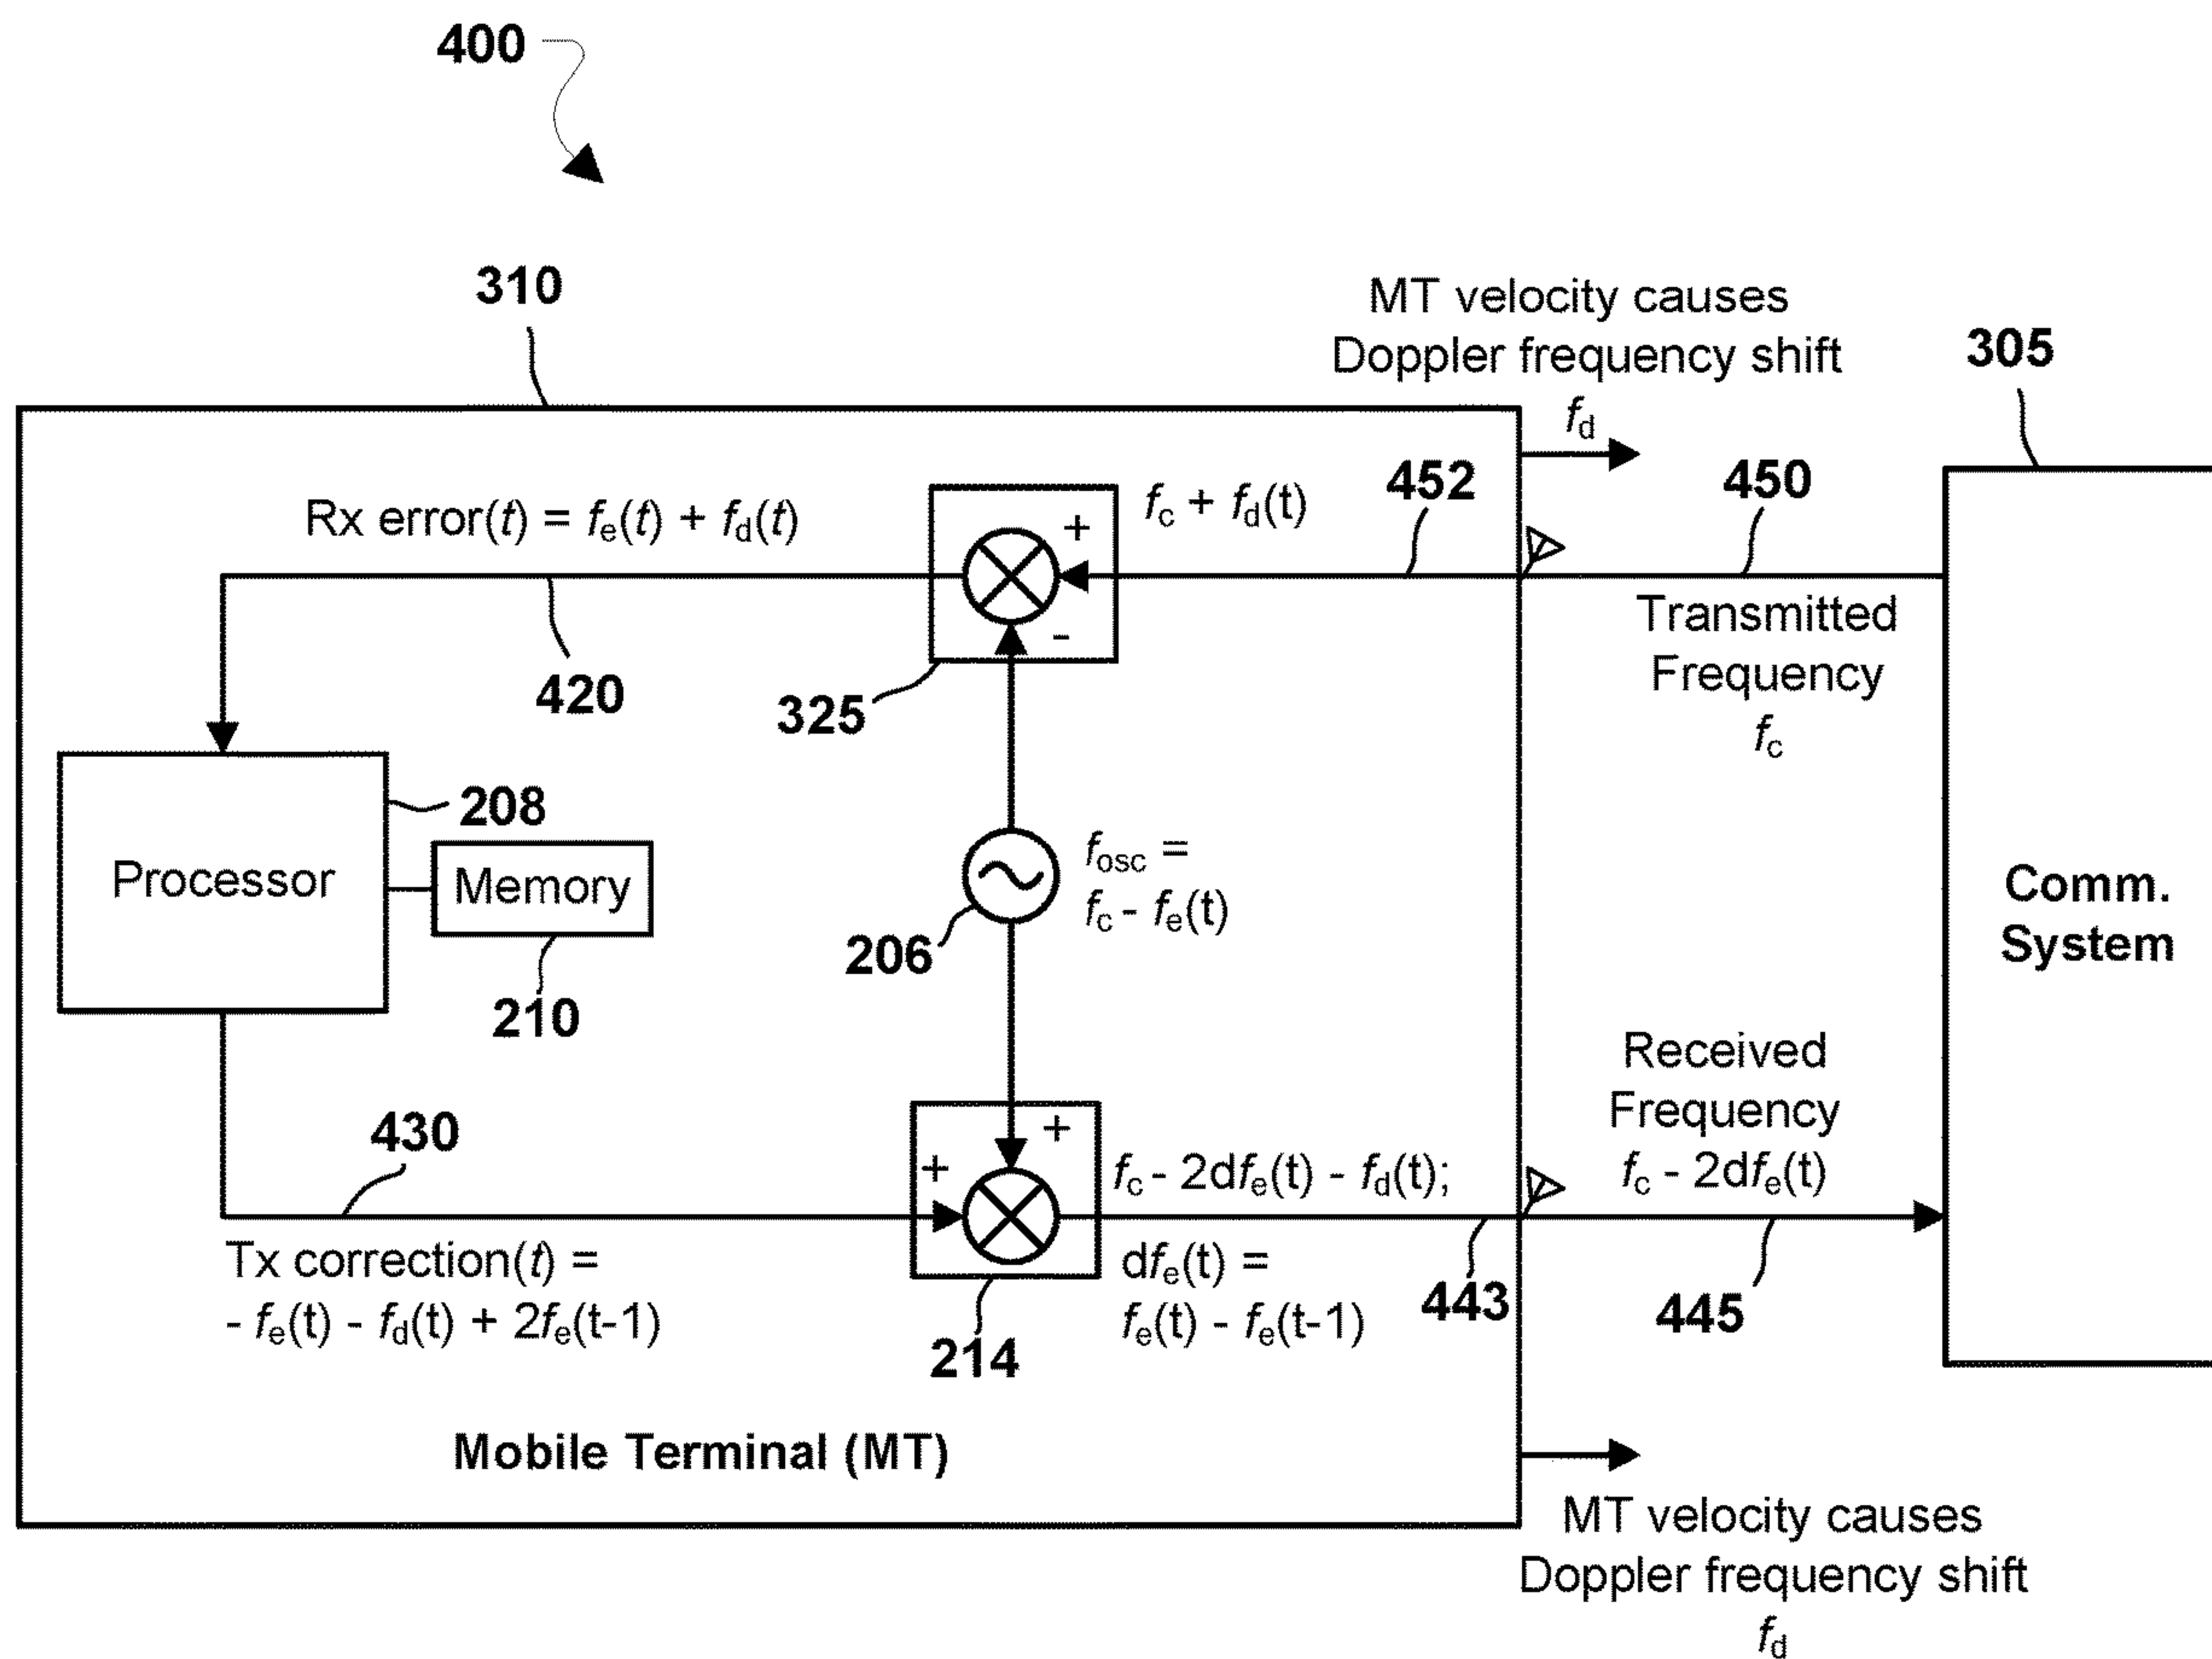 400
310
MT velocity causes
Doppler frequency shift
fd
305
Rx error(t) = fe(t) + fd(t)
+
fc + fd(t)
452
450
-
420
325
Transmitted
Frequency
fc
208
Processor
Memory
210
fosc =
fc - fe(t)
206
Comm.
System
Received
Frequency
fc - 2dfe(t)
430
+
+
fc - 2dfe(t) - fd(t);
Tx correction(t) =
- fe(t) - fd(t) + 2fe(t-1)
dfe(t) =
fe(t) - fe(t-1)
443
445
214
Mobile Terminal (MT)
MT velocity causes
Doppler frequency shift
fd